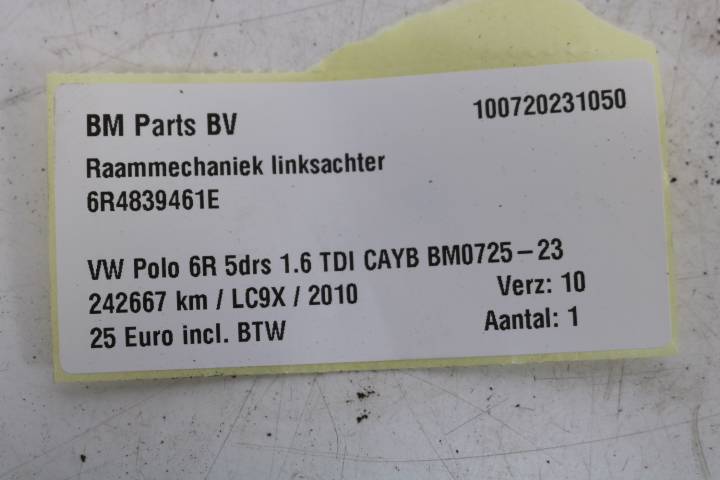 BM Parts BV 100720231050
Raammechaniek linksachter
6R4839461E
VW Polo 6R 5drs 1.6 TDI CAYB BM0725-23
242667 km / LC9X / 2010 Verz: 10
25 Euro incl. BTW Aantal: 1